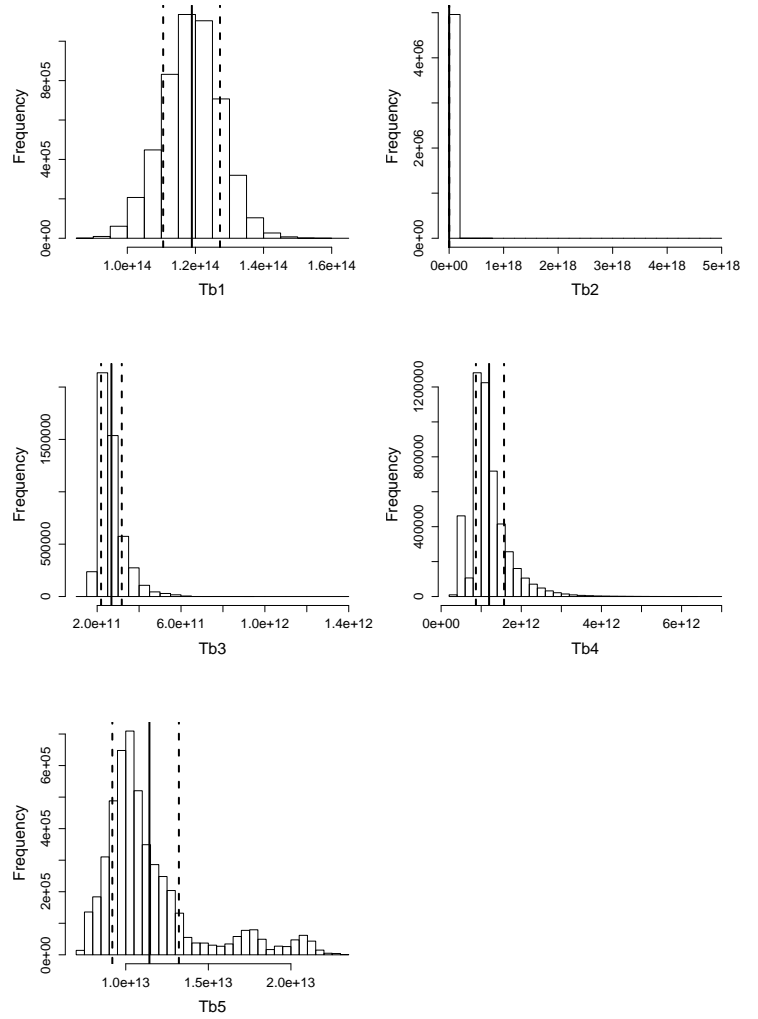 Frequency
0e+00 4e+05 8e+05
1.0e+14 1.2e+14 1.4e+14 1.6e+14
Tb1
Frequency
0e+00 2e+06 4e+06
0e+00 1e+18 2e+18 3e+18 4e+18 5e+18
Tb2
Frequency
0 500000 1500000
2.0e+11 6.0e+11 1.0e+12 1.4e+12
Tb3
Frequency
0 400000 800000 1200000
0e+00 2e+12 4e+12 6e+12
Tb4
Frequency
0e+00 2e+05 4e+05 6e+05
1.0e+13 1.5e+13 2.0e+13
Tb5